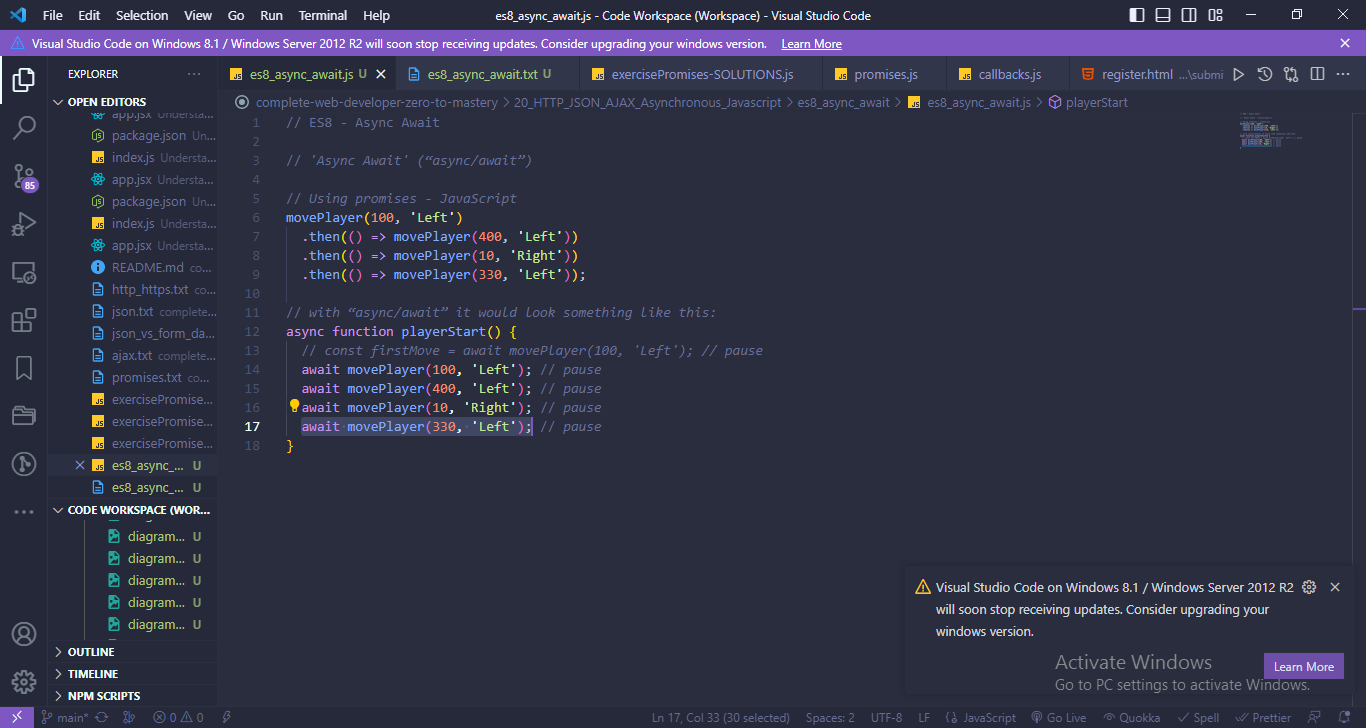 File Edit Selection View Go Run Terminal Help es8_async_await.js - Code Workspace (Workspace) - Visual Studio Code
Visual Studio Code on Windows 8.1 / Windows Server 2012 R2 will soon stop receiving updates. Consider upgrading your windows version. Learn More
EXPLORER ...
es8_async_await.js U es8_async_await.txt U exercisePromises-SOLUTIONS.js promises.js callbacks.js register.html ...\submi
OPEN EDITORS
app.jsx Understa...
package.json Un...
index.js Understa...
app.jsx Understa...
package.json Un...
index.js Understa...
app.jsx Understa...
README.md co...
http_https.txt co...
json.txt complete...
json_vs_form_da...
ajax.txt complete...
promises.txt co...
exercisePromise...
exercisePromise...
exercisePromise...
es8_async_... U
es8_async_... U
CODE WORKSPACE (WOR...
diagram... U
diagram... U
diagram... U
diagram... U
diagram... U
OUTLINE
TIMELINE
NPM SCRIPTS
85
complete-web-developer-zero-to-mastery > 20_HTTP_JSON_AJAX_Asynchronous_Javascript > es8_async_await > es8_async_await.js > playerStart
1 // ES8 - Async Await
2
3 // 'Async Await' (“async/await”)
4
5 // Using promises - JavaScript
6 movePlayer(100, 'Left')
7 .then(() => movePlayer(400, 'Left'))
8 .then(() => movePlayer(10, 'Right'))
9 .then(() => movePlayer(330, 'Left'));
10
11 // with “async/await” it would look something like this:
12 async function playerStart() {
13 // const firstMove = await movePlayer(100, 'Left'); // pause
14 await movePlayer(100, 'Left'); // pause
15 await movePlayer(400, 'Left'); // pause
16 await movePlayer(10, 'Right'); // pause
17 await movePlayer(330, 'Left'); // pause
18 }
Visual Studio Code on Windows 8.1 / Windows Server 2012 R2
will soon stop receiving updates. Consider upgrading your
windows version.
Learn More
Activate Windows
Go to PC settings to activate Windows.
main* 0 0 Ln 17, Col 33 (30 selected) Spaces: 2 UTF-8 LF JavaScript Go Live Quokka Spell Prettier